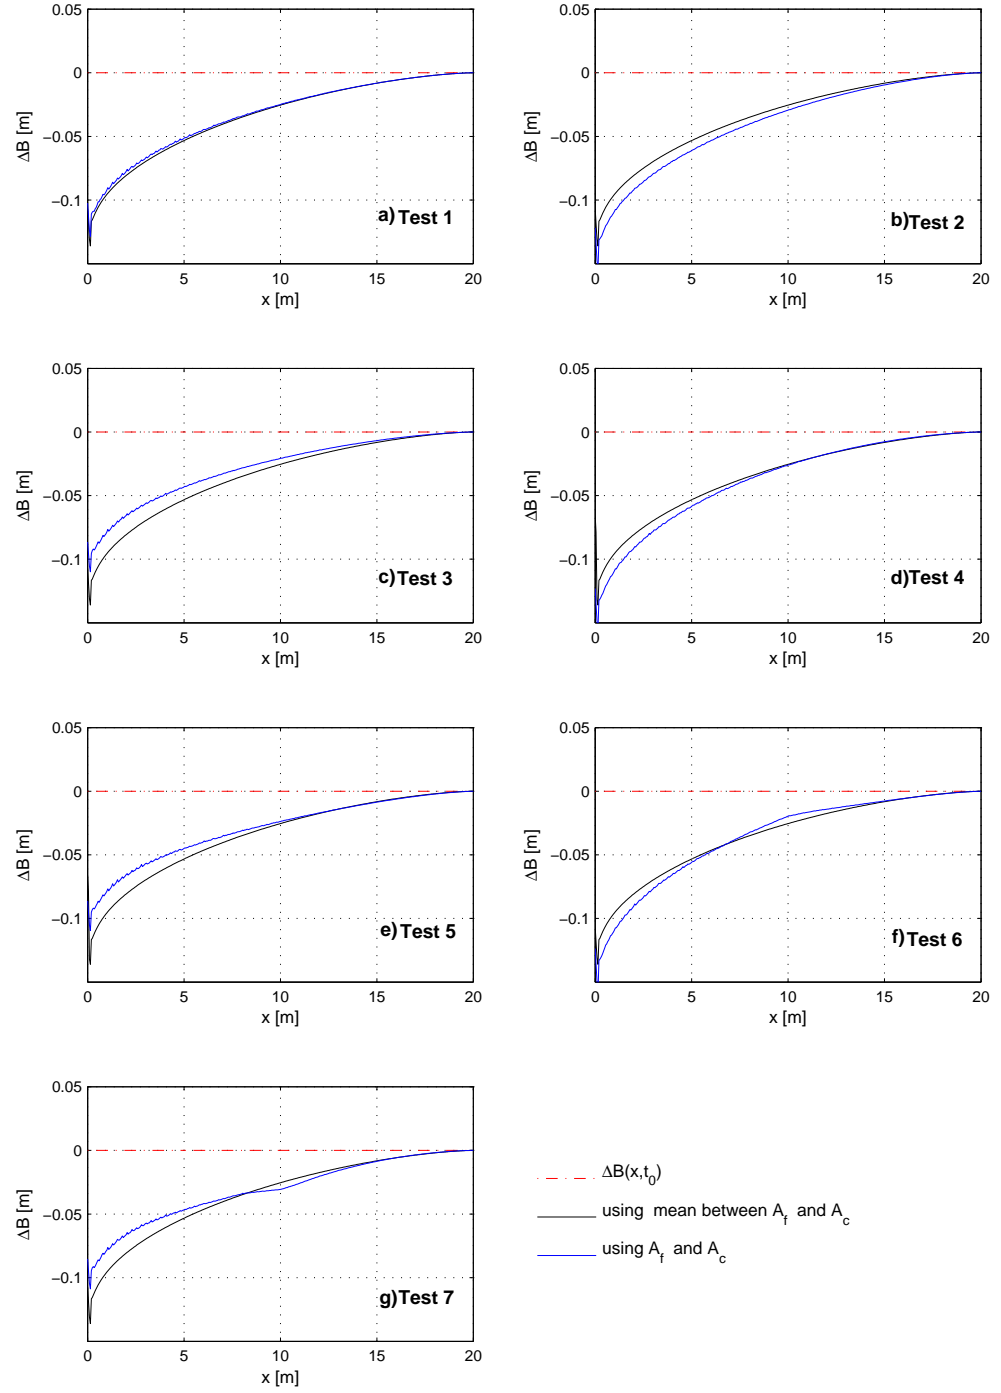 0.05
0
−0.05
−0.1
ΔB [m]
a)Test 1
0 5 10 15 20
x [m]
0.05
0
−0.05
−0.1
ΔB [m]
b)Test 2
0 5 10 15 20
x [m]
0.05
0
−0.05
−0.1
ΔB [m]
c)Test 3
0 5 10 15 20
x [m]
0.05
0
−0.05
−0.1
ΔB [m]
d)Test 4
0 5 10 15 20
x [m]
0.05
0
−0.05
−0.1
ΔB [m]
e)Test 5
0 5 10 15 20
x [m]
0.05
0
−0.05
−0.1
ΔB [m]
f)Test 6
0 5 10 15 20
x [m]
0.05
0
−0.05
−0.1
ΔB [m]
g)Test 7
0 5 10 15 20
x [m]
ΔB(x,t_0)
using mean between A_f and A_c
using A_f and A_c